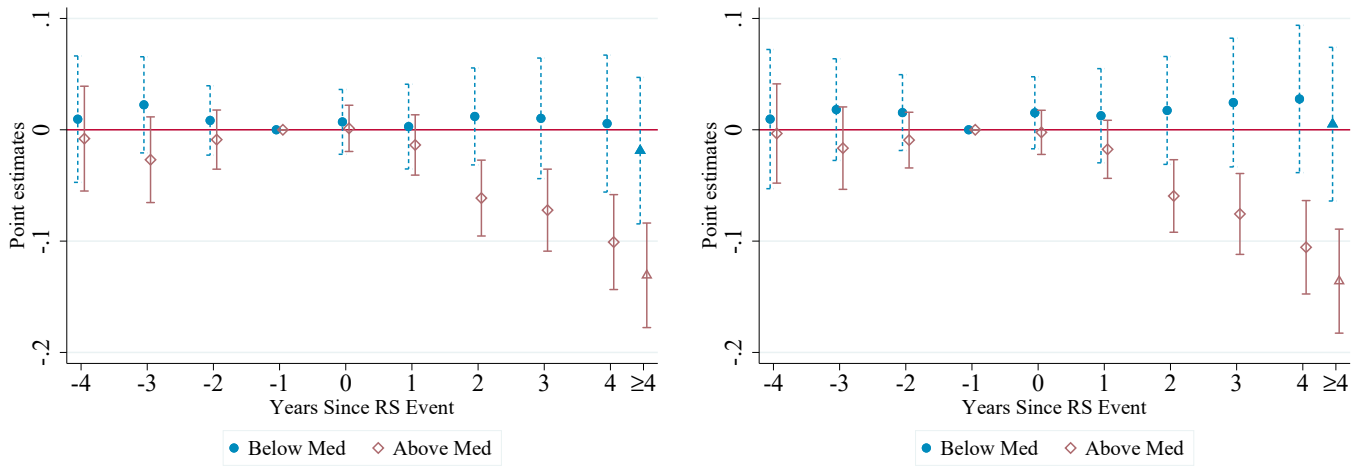 .1
0
-.1
-.2
Point estimates
-4 -3 -2 -1 0 1 2 3 4 ≥4
Years Since RS Event
Below Med Above Med
.1
0
-.1
-.2
Point estimates
-4 -3 -2 -1 0 1 2 3 4 ≥4
Years Since RS Event
Below Med Above Med